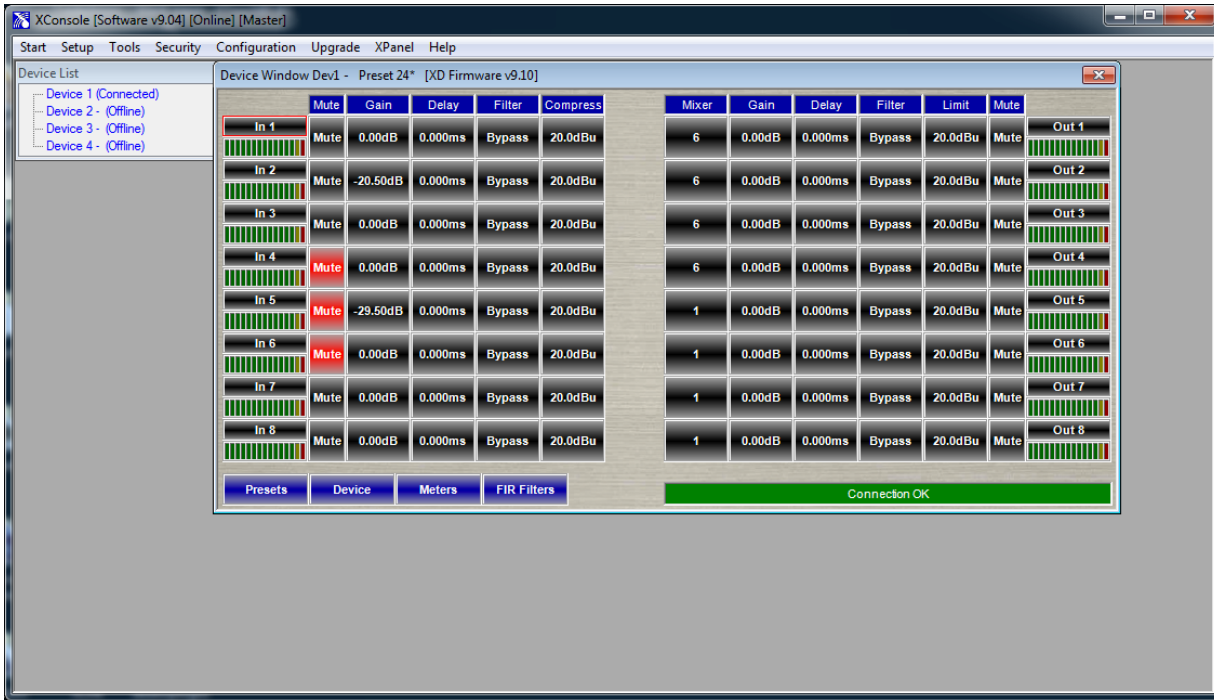 XConsole [Software v9.04] [Online] [Master]
Start Setup Tools Security Configuration Upgrade XPanel Help
Device List
Device 1 (Connected)
Device 2 - (Offline)
Device 3 - (Offline)
Device 4 - (Offline)
Device Window Dev1 - Preset 24* [XD Firmware v9.10]
Mute Gain Delay Filter Compress Mixer Gain Delay Filter Limit Mute
In 1 Mute 0.00dB 0.000ms Bypass 20.0dBu 6 0.00dB 0.000ms Bypass 20.0dBu Mute Out 1
In 2 Mute -20.50dB 0.000ms Bypass 20.0dBu 6 0.00dB 0.000ms Bypass 20.0dBu Mute Out 2
In 3 Mute 0.00dB 0.000ms Bypass 20.0dBu 6 0.00dB 0.000ms Bypass 20.0dBu Mute Out 3
In 4 Mute 0.00dB 0.000ms Bypass 20.0dBu 6 0.00dB 0.000ms Bypass 20.0dBu Mute Out 4
In 5 Mute -29.50dB 0.000ms Bypass 20.0dBu 1 0.00dB 0.000ms Bypass 20.0dBu Mute Out 5
In 6 Mute 0.00dB 0.000ms Bypass 20.0dBu 1 0.00dB 0.000ms Bypass 20.0dBu Mute Out 6
In 7 Mute 0.00dB 0.000ms Bypass 20.0dBu 1 0.00dB 0.000ms Bypass 20.0dBu Mute Out 7
In 8 Mute 0.00dB 0.000ms Bypass 20.0dBu 1 0.00dB 0.000ms Bypass 20.0dBu Mute Out 8
Presets Device Meters FIR Filters Connection OK